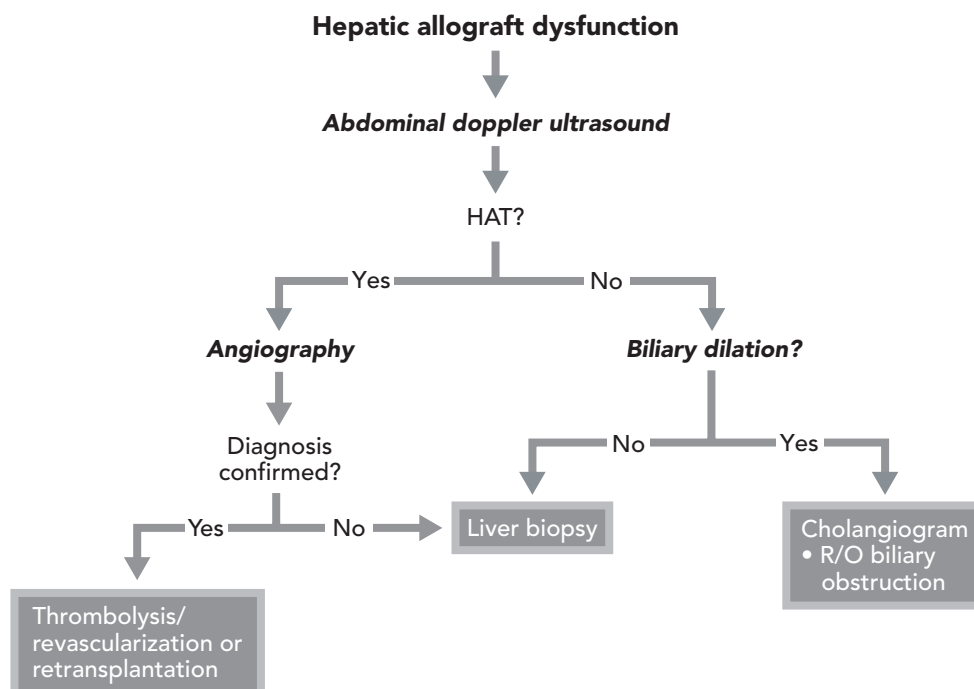 Hepatic allograft dysfunction
Abdominal doppler ultrasound
HAT?
Yes
No
Angiography
Biliary dilation?
Diagnosis
confirmed?
No
Yes
Yes
No
Liver biopsy
Cholangiogram
• R/O biliary
obstruction
Thrombolysis/
revascularization or
retransplantation